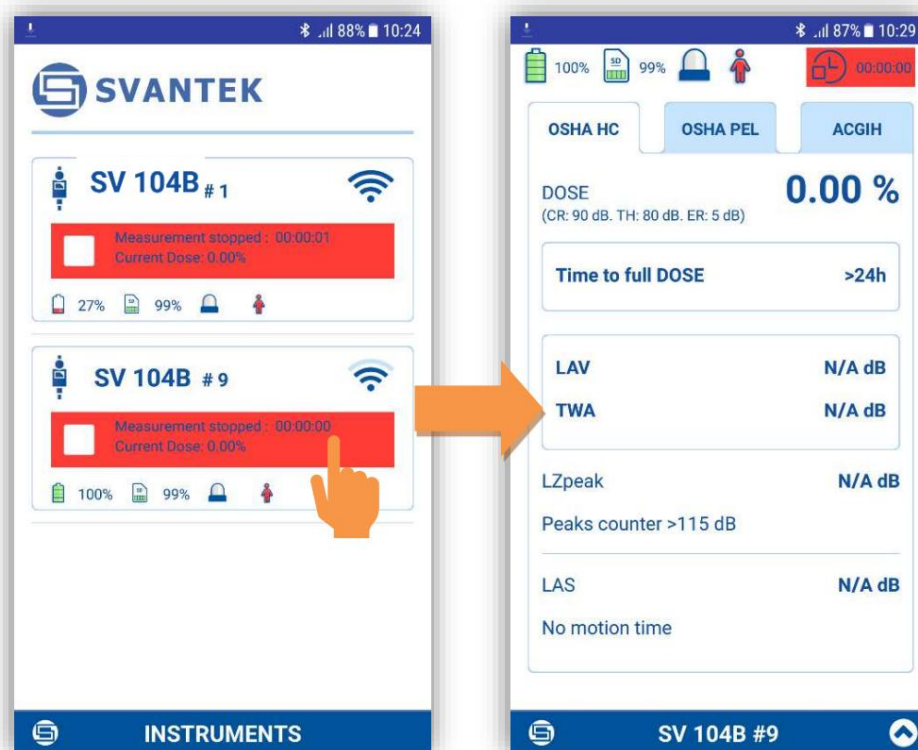 88% 10:24
SVANTEK
SV 104B # 1
Measurement stopped : 00:00:01
Current Dose: 0.00%
27% 99%
SV 104B # 9
Measurement stopped : 00:00:00
Current Dose: 0.00%
100% 99%
INSTRUMENTS
87% 10:29
100% SD 99% 00:00:00
OSHA HC OSHA PEL ACGIH
DOSE 0.00 %
(CR: 90 dB. TH: 80 dB. ER: 5 dB)
Time to full DOSE >24h
LAV N/A dB
TWA N/A dB
LZpeak N/A dB
Peaks counter >115 dB
LAS N/A dB
No motion time
SV 104B #9